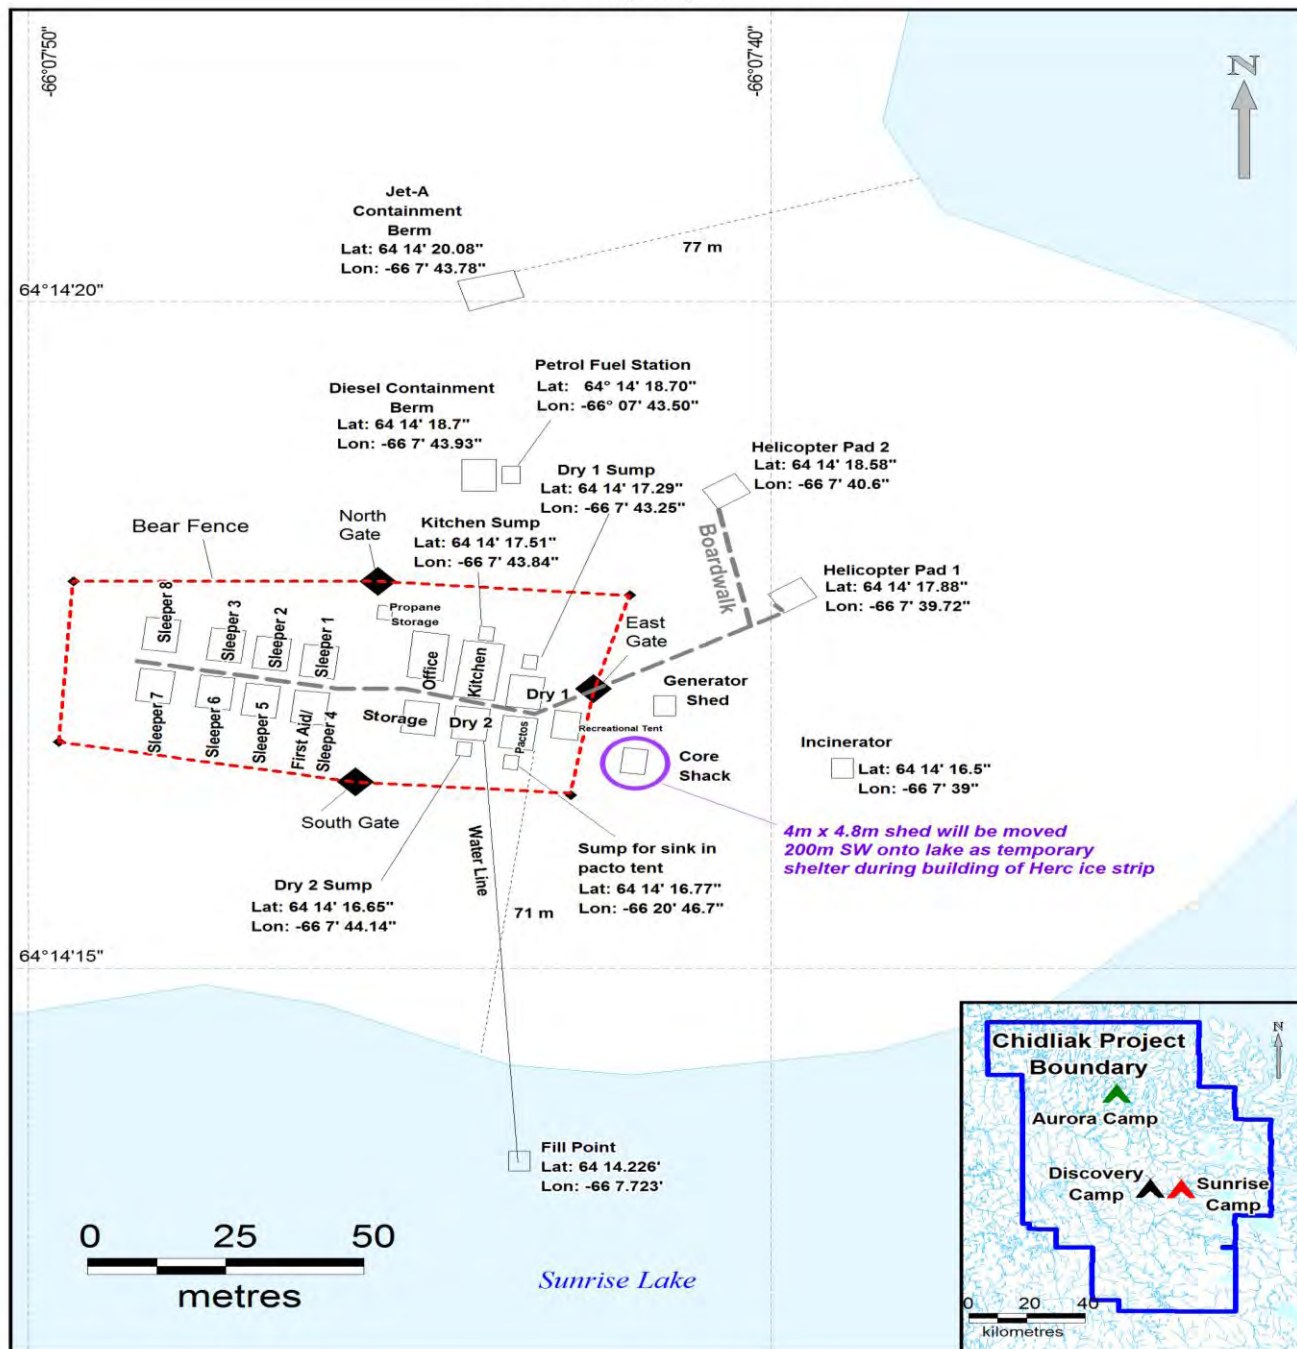 -66°07'50"
-66°07'40"
N
Jet-A
Containment
Berm
Lat: 64 14' 20.08"
Lon: -66 7' 43.78"
77 m
64°14'20"
Petrol Fuel Station
Lat: 64° 14' 18.70"
Lon: -66° 07' 43.50"
Diesel Containment
Berm
Lat: 64 14' 18.7"
Lon: -66 7' 43.93"
Helicopter Pad 2
Lat: 64 14' 18.58"
Lon: -66 7' 40.6"
Dry 1 Sump
Lat: 64 14' 17.29"
Lon: -66 7' 43.25"
Bear Fence
North
Gate
Kitchen Sump
Lat: 64 14' 17.51"
Lon: -66 7' 43.84"
Boardwalk
Helicopter Pad 1
Lat: 64 14' 17.88"
Lon: -66 7' 39.72"
Sleeper 8
Sleeper 3
Sleeper 2
Sleeper 1
Propane
Storage
Office
Kitchen
East
Gate
Dry 1
Generator
Shed
Sleeper 7
Sleeper 6
Sleeper 5
First Aid/
Sleeper 4
Storage
Dry 2
Pactos
Recreational Tent
Core
Shack
Incinerator
Lat: 64 14' 16.5"
Lon: -66 7' 39"
South Gate
4m x 4.8m shed will be moved
200m SW onto lake as temporary
shelter during building of Herc ice strip
Water Line
Sump for sink in
pacto tent
Lat: 64 14' 16.77"
Lon: -66 20' 46.7"
Dry 2 Sump
Lat: 64 14' 16.65"
Lon: -66 7' 44.14"
71 m
64°14'15"
Fill Point
Lat: 64 14.226'
Lon: -66 7.723'
0 25 50
metres
Sunrise Lake
Chidliak Project
Boundary
N
Aurora Camp
Discovery
Camp
Sunrise
Camp
0 20 40
kilometres